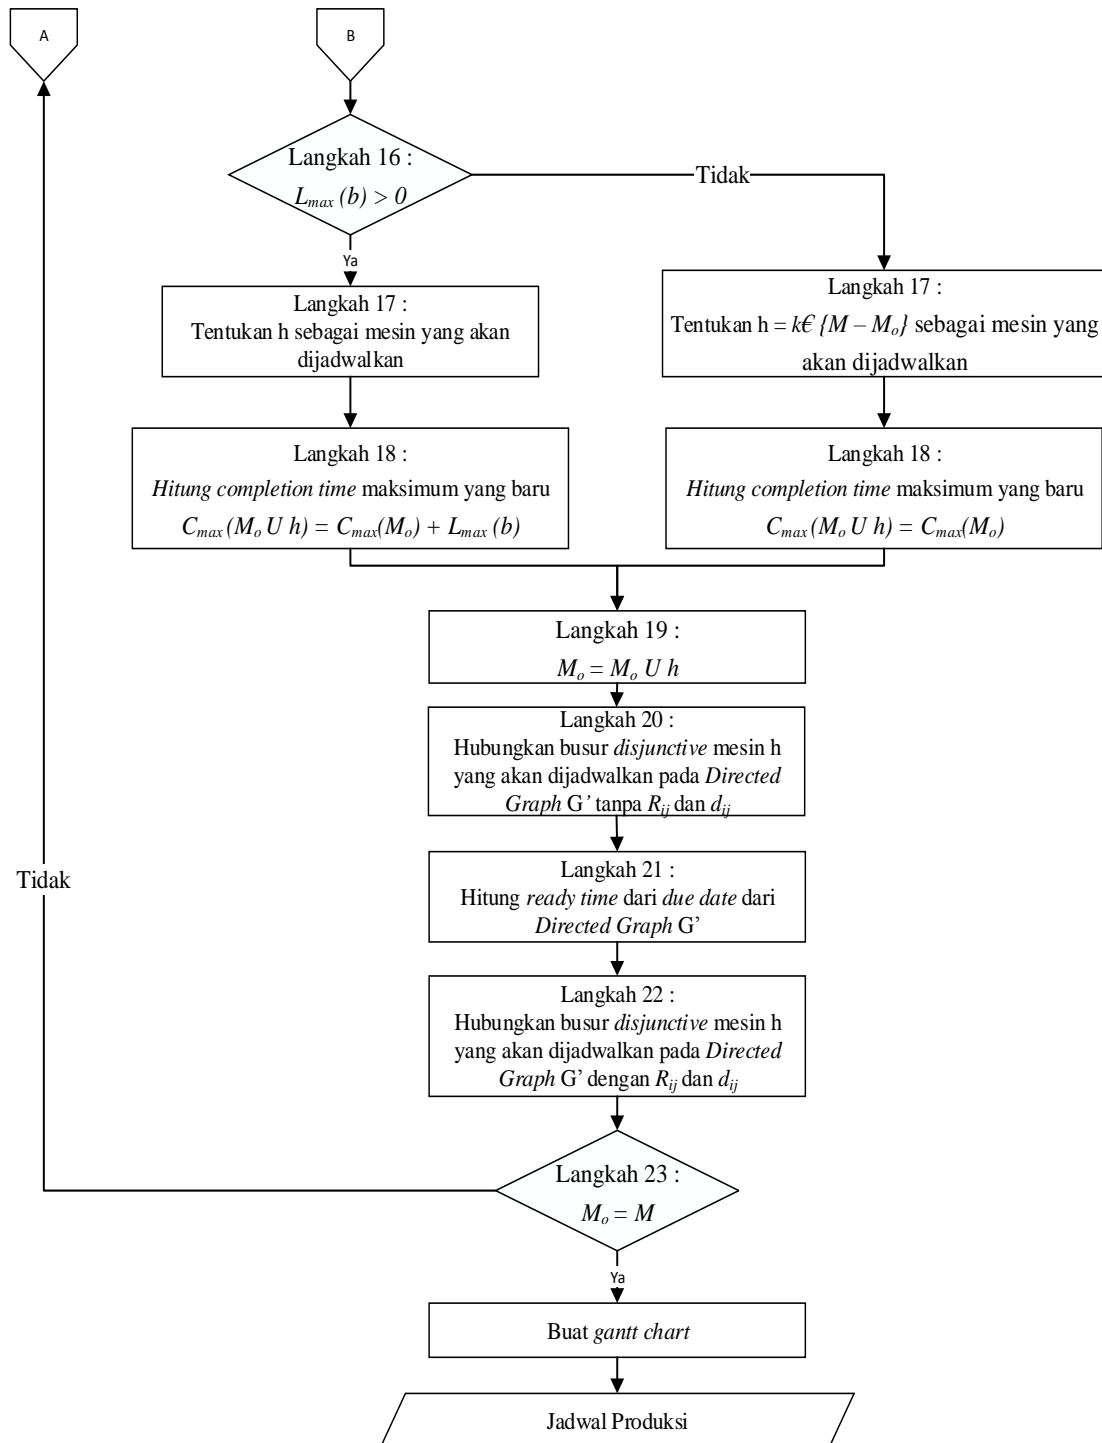 A
B
Langkah 16 :
Lmax (b) > 0
Tidak
Ya
Langkah 17 :
Tentukan h sebagai mesin yang akan
dijadwalkan
Langkah 17 :
Tentukan h = k€ {M – Mo} sebagai mesin yang
akan dijadwalkan
Langkah 18 :
Hitung completion time maksimum yang baru
Cmax (Mo U h) = Cmax(Mo) + Lmax (b)
Langkah 18 :
Hitung completion time maksimum yang baru
Cmax (Mo U h) = Cmax(Mo)
Langkah 19 :
Mo = Mo U h
Langkah 20 :
Hubungkan busur disjunctive mesin h
yang akan dijadwalkan pada Directed
Graph G’ tanpa Rij dan dij
Langkah 21 :
Hitung ready time dari due date dari
Directed Graph G’
Tidak
Langkah 22 :
Hubungkan busur disjunctive mesin h
yang akan dijadwalkan pada Directed
Graph G’ dengan Rij dan dij
Langkah 23 :
Mo = M
Ya
Buat gantt chart
Jadwal Produksi